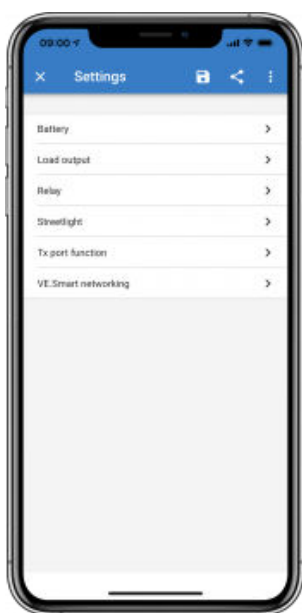 09:00
Settings
Battery
Load output
Relay
Streetlight
Tx port function
VE.Smart networking